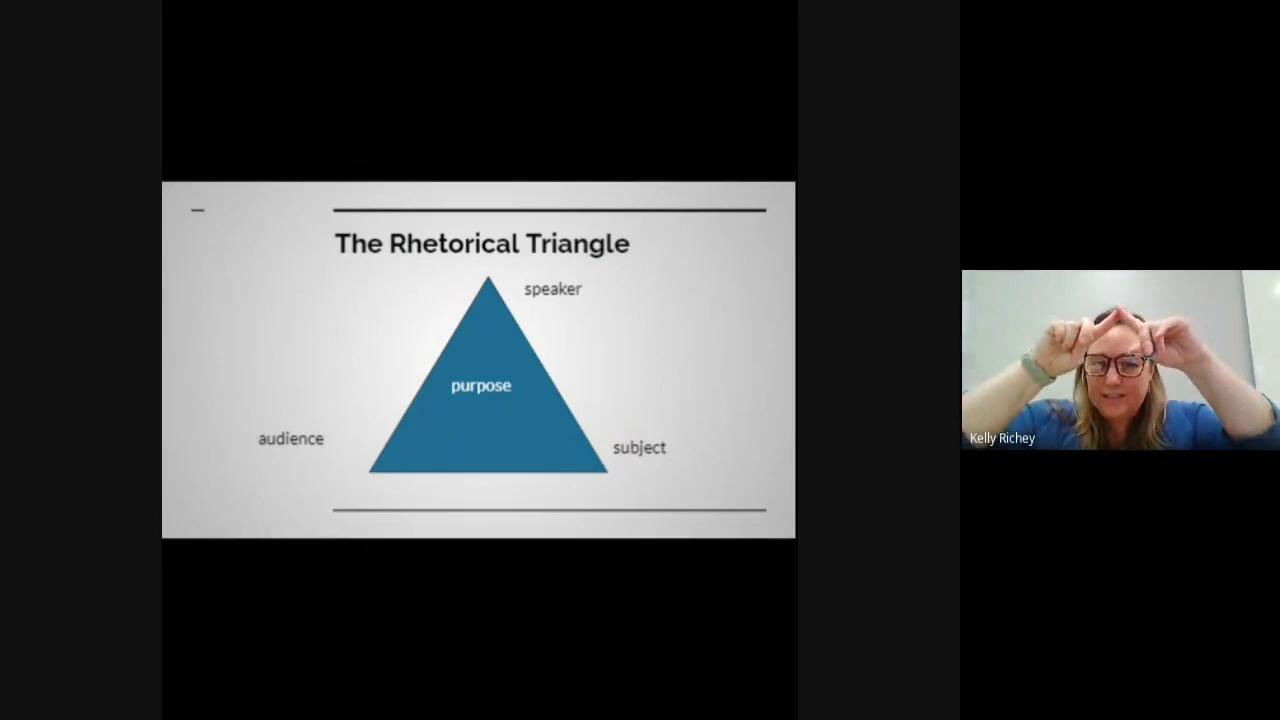 The Rhetorical Triangle
speaker
purpose
audience
subject
Kelly Richey